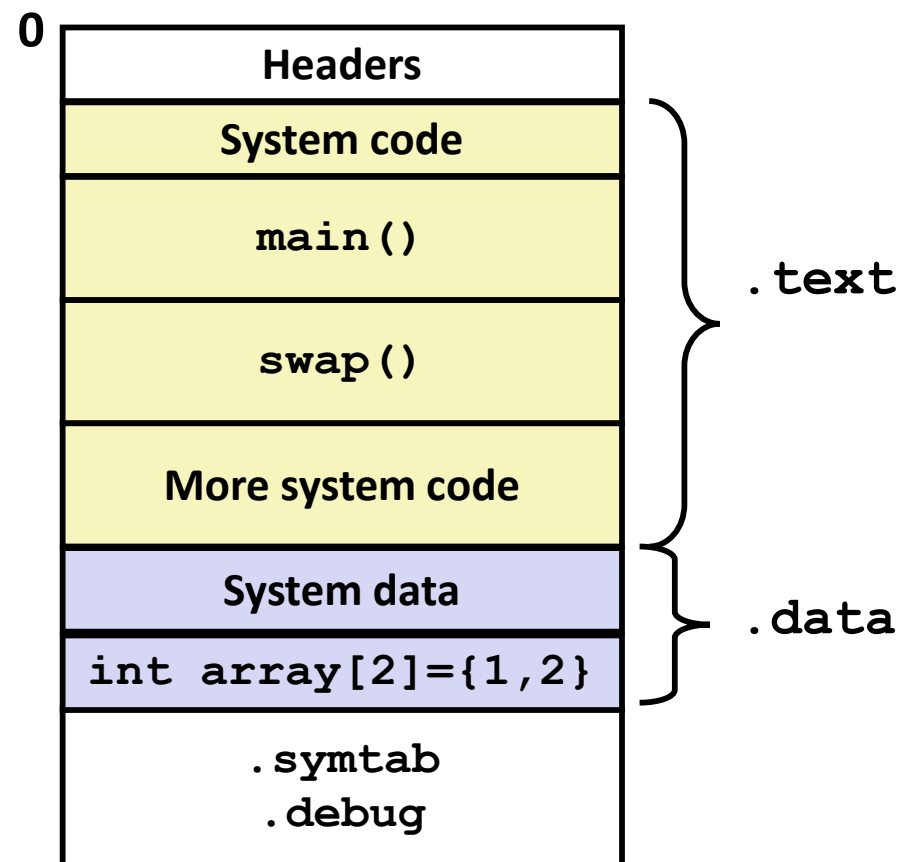 0
Headers
System code
main()
swap()
More system code
.text
System data
int array[2]={1,2}
.data
.symtab
.debug